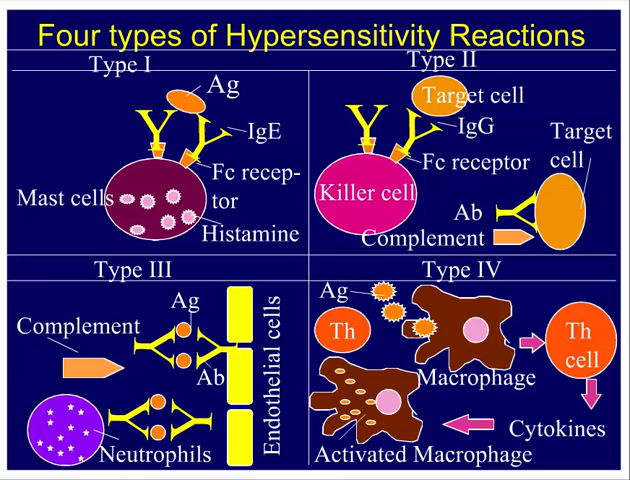 Four types of Hypersensitivity Reactions
Type I
Ag
IgE
Fc recep-
tor
Mast cells
Histamine
Type II
Target cell
IgG
Fc receptor
Target
cell
Killer cell
Ab
Complement
Type III
Ag
Complement
Ab
Endothelial cells
Neutrophils
Type IV
Ag
Th
Th
cell
Macrophage
Cytokines
Activated Macrophage